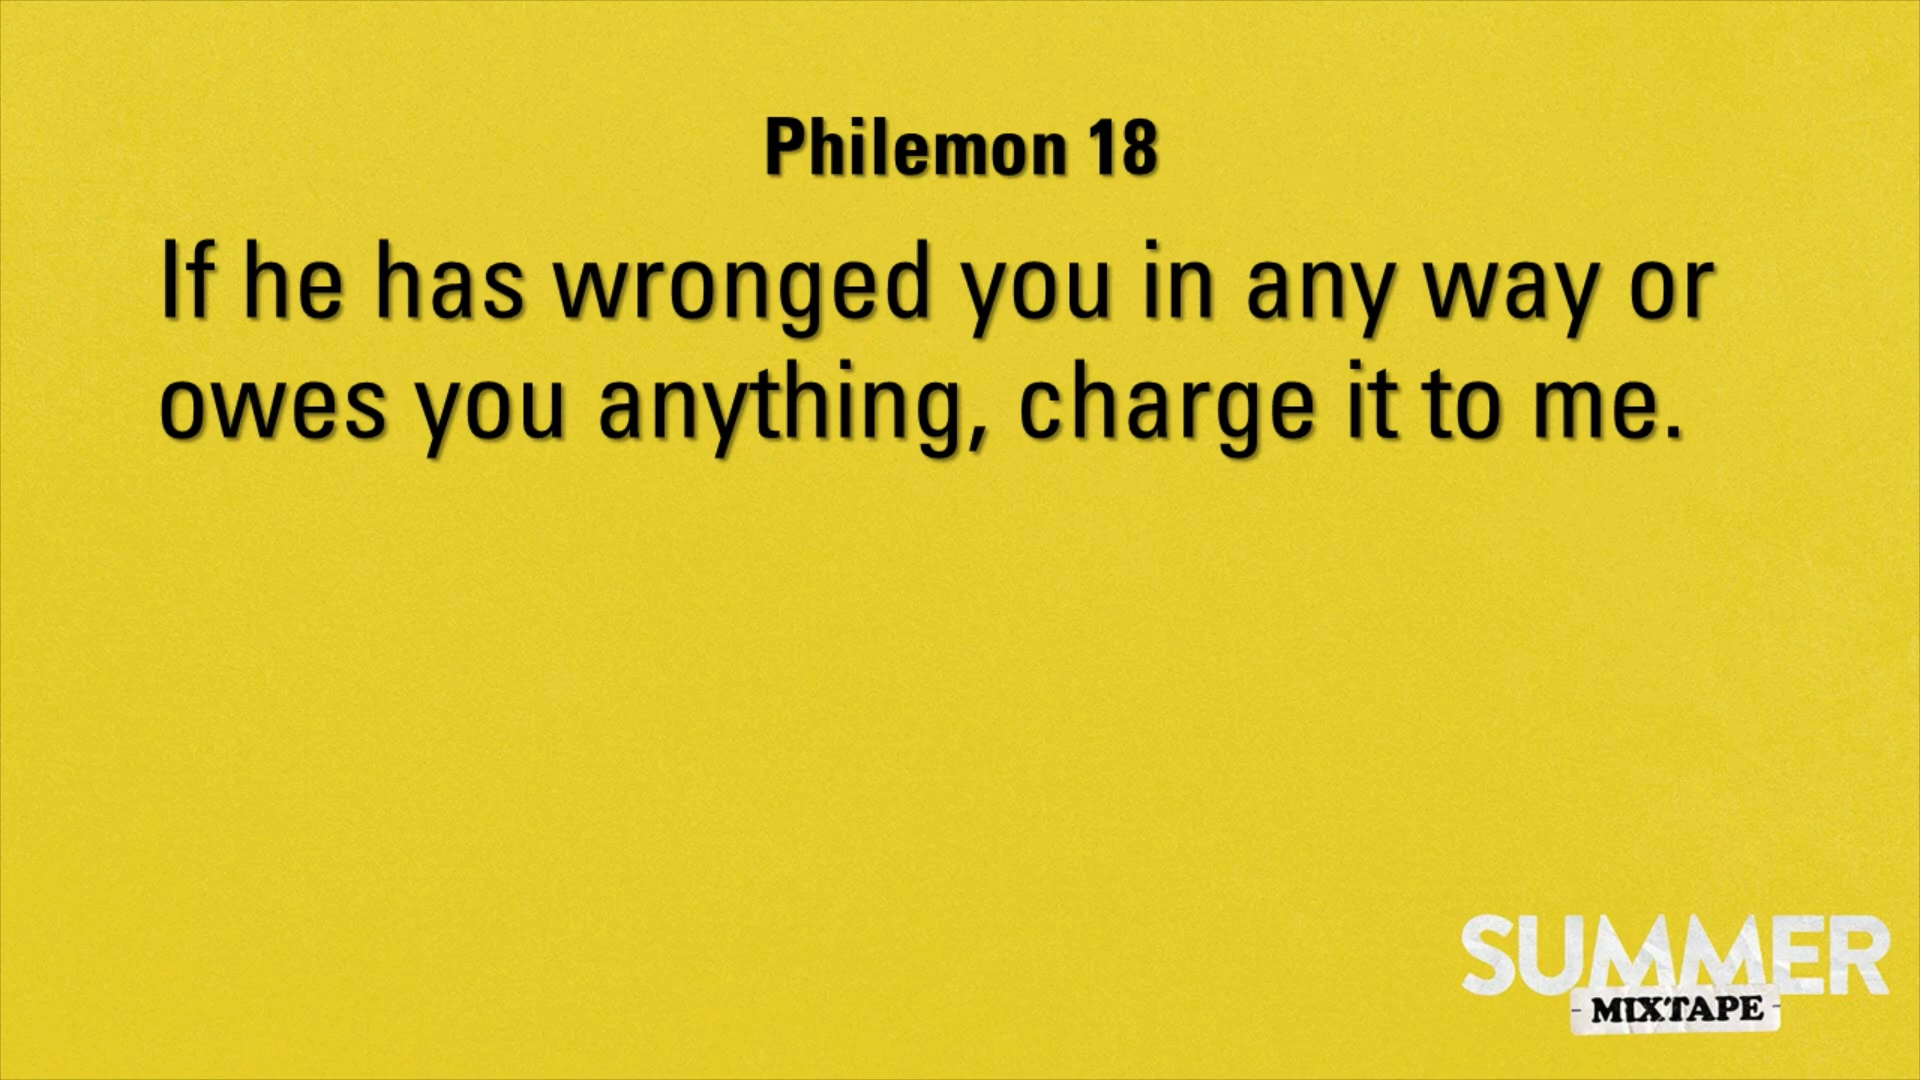 Philemon 18
If he has wronged you in any way or
owes you anything, charge it to me.
SUMMER
- MIXTAPE -